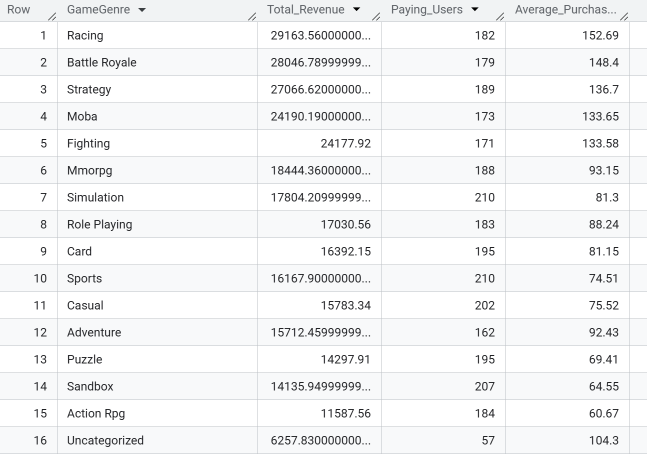 Row GameGenre Total_Revenue Paying_Users Average_Purchas...
1 Racing 29163.56000000... 182 152.69
2 Battle Royale 28046.78999999... 179 148.4
3 Strategy 27066.62000000... 189 136.7
4 Moba 24190.19000000... 173 133.65
5 Fighting 24177.92 171 133.58
6 Mmorpg 18444.36000000... 188 93.15
7 Simulation 17804.20999999... 210 81.3
8 Role Playing 17030.56 183 88.24
9 Card 16392.15 195 81.15
10 Sports 16167.90000000... 210 74.51
11 Casual 15783.34 202 75.52
12 Adventure 15712.45999999... 162 92.43
13 Puzzle 14297.91 195 69.41
14 Sandbox 14135.94999999... 207 64.55
15 Action Rpg 11587.56 184 60.67
16 Uncategorized 6257.830000000... 57 104.3